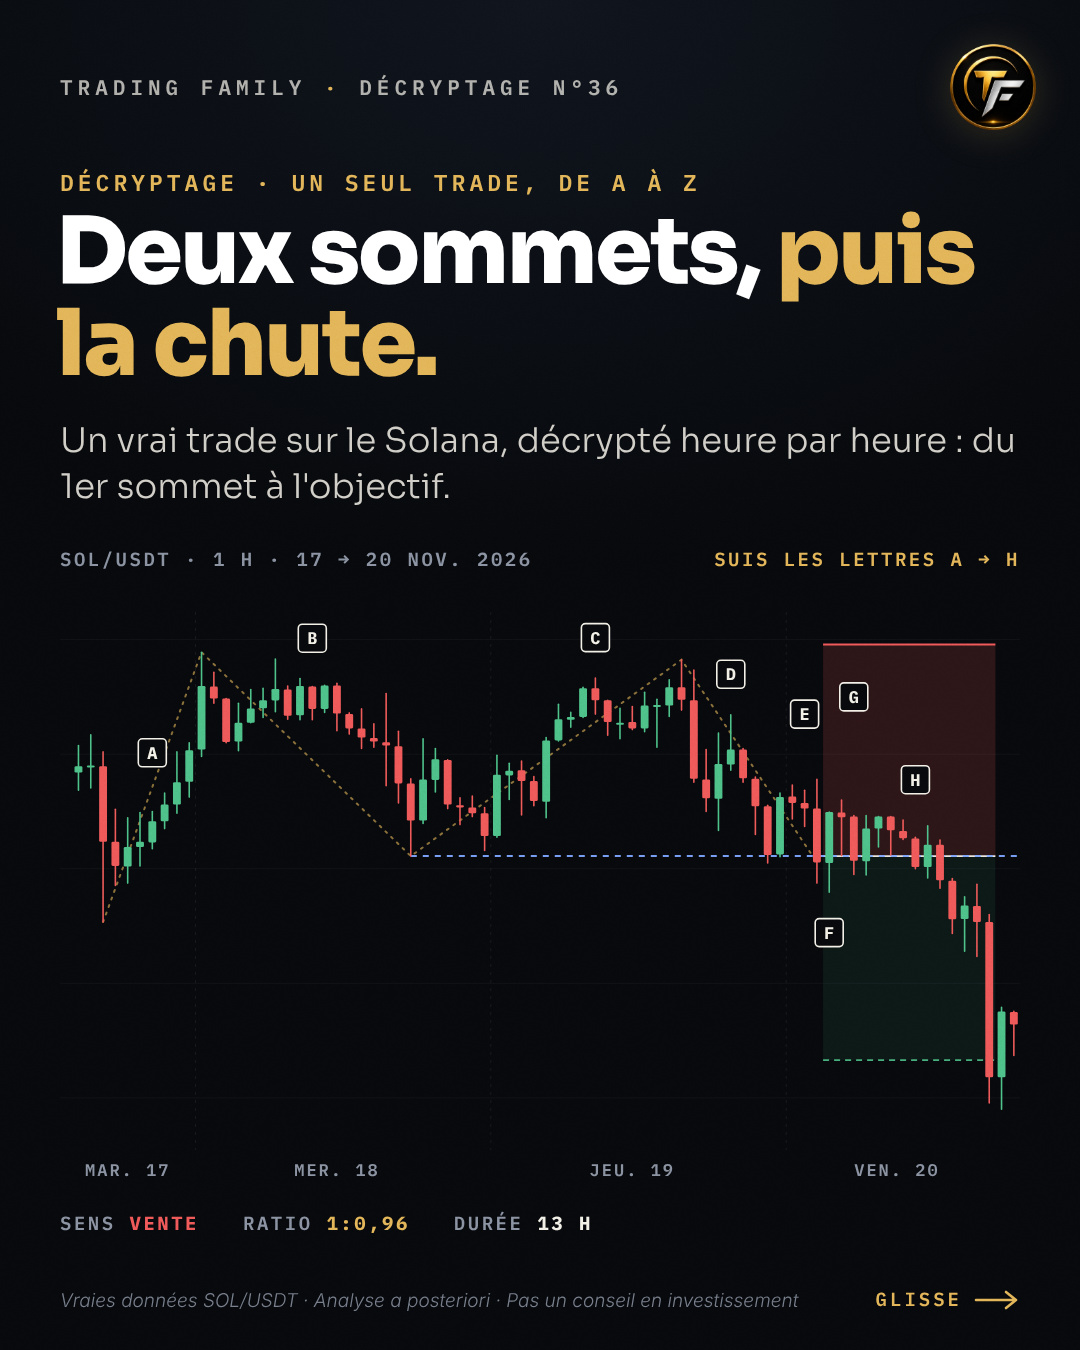 TRADING FAMILY · DÉCRYPTAGE N°36
TF
DÉCRYPTAGE · UN SEUL TRADE, DE A À Z
Deux sommets, puis
la chute.
Un vrai trade sur le Solana, décrypté heure par heure : du
1er sommet à l'objectif.
SOL/USDT · 1 H · 17 → 20 NOV. 2026
SUIS LES LETTRES A → H
B
C
D
G
E
A
H
F
MAR. 17
MER. 18
JEU. 19
VEN. 20
SENS VENTE
RATIO 1:0,96
DURÉE 13 H
Vraies données SOL/USDT · Analyse a posteriori · Pas un conseil en investissement
GLISSE →